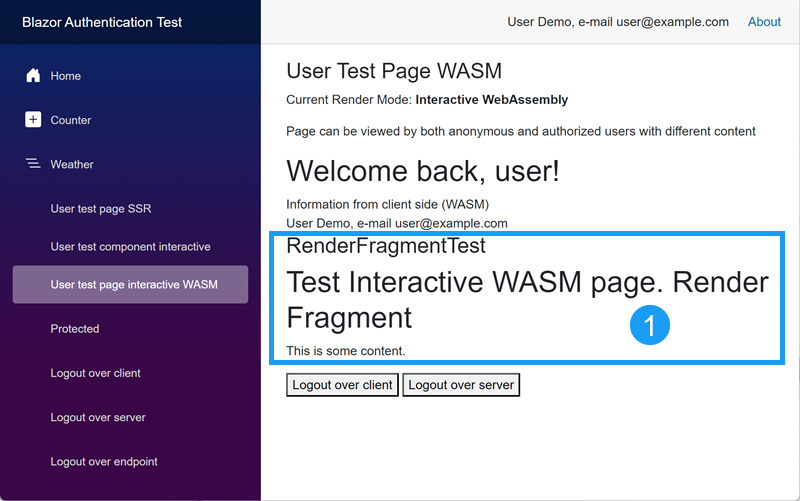 Blazor Authentication Test
User Demo, e-mail user@example.com
About
Home
Counter
Weather
User test page SSR
User test component interactive
User test page interactive WASM
Protected
Logout over client
Logout over server
Logout over endpoint
User Test Page WASM
Current Render Mode: Interactive WebAssembly
Page can be viewed by both anonymous and authorized users with different content
Welcome back, user!
Information from client side (WASM)
User Demo, e-mail user@example.com
RenderFragmentTest
Test Interactive WASM page. Render
Fragment
1
This is some content.
Logout over client
Logout over server